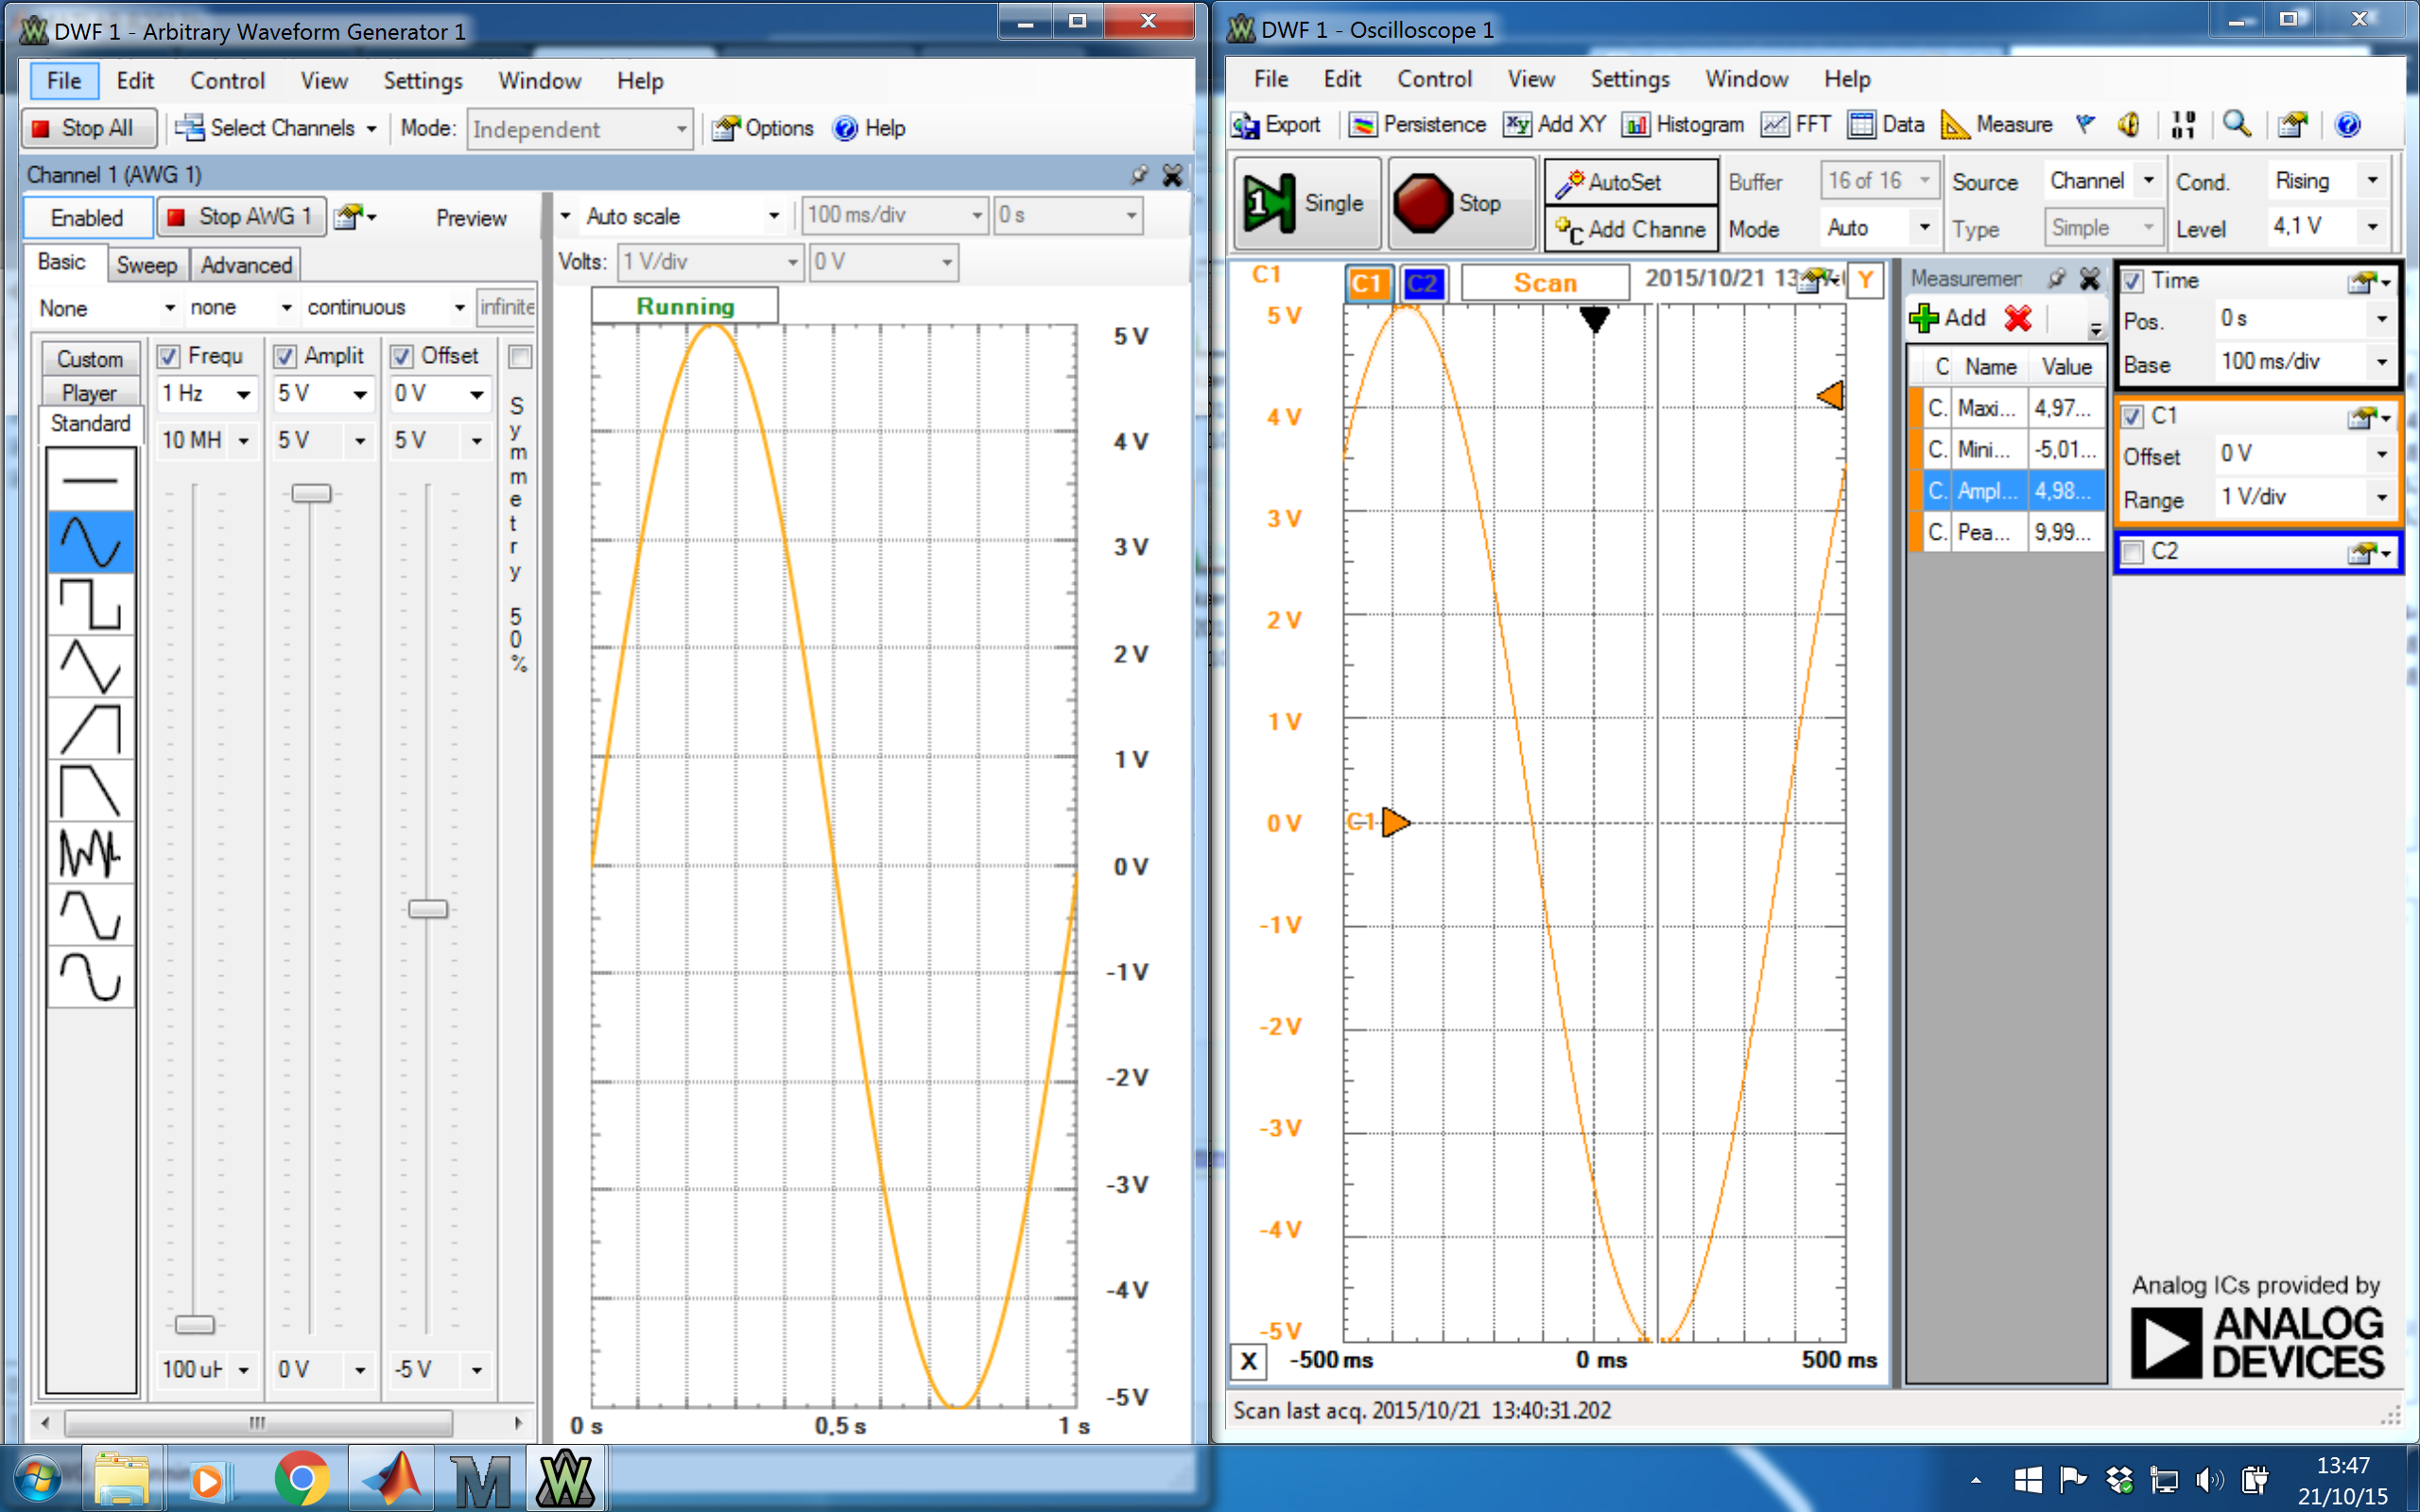 DWF 1 - Arbitrary Waveform Generator 1
File Edit Control View Settings Window Help
Stop All Select Channels Mode: Independent Options Help
Channel 1 (AWG 1)
Enabled Stop AWG 1 Preview
Auto scale 100 ms/div 0 s
Basic Sweep Advanced
Volts: 1 V/div 0 V
None none continuous infinite
Running
Custom
Player
Standard
Frequ Amplit Offset
1 Hz 5 V 0 V
10 MH 5 V 5 V
Symmetry 50%
100 uH 0 V -5 V
5 V
4 V
3 V
2 V
1 V
0 V
-1 V
-2 V
-3 V
-4 V
-5 V
0 s 0,5 s 1 s
DWF 1 - Oscilloscope 1
File Edit Control View Settings Window Help
Export Persistence Add XY Histogram FFT Data Measure
Single Stop
AutoSet
Add Channe
Buffer 16 of 16 Source Channel Cond. Rising
Mode Auto Type Simple Level 4,1 V
C1 C1 C2 Scan 2015/10/21 Y
5 V
4 V
3 V
2 V
1 V
0 V
-1 V
-2 V
-3 V
-4 V
-5 V
C1
X -500 ms 0 ms 500 ms
Measuremen
Add
C Name Value
C. Maxi... 4,97...
C. Mini... -5,01...
C. Ampl... 4,98...
C. Pea... 9,99...
Time
Pos. 0 s
Base 100 ms/div
C1
Offset 0 V
Range 1 V/div
C2
Analog ICs provided by
ANALOG
DEVICES
Scan last acq. 2015/10/21 13:40:31.202
13:47
21/10/15